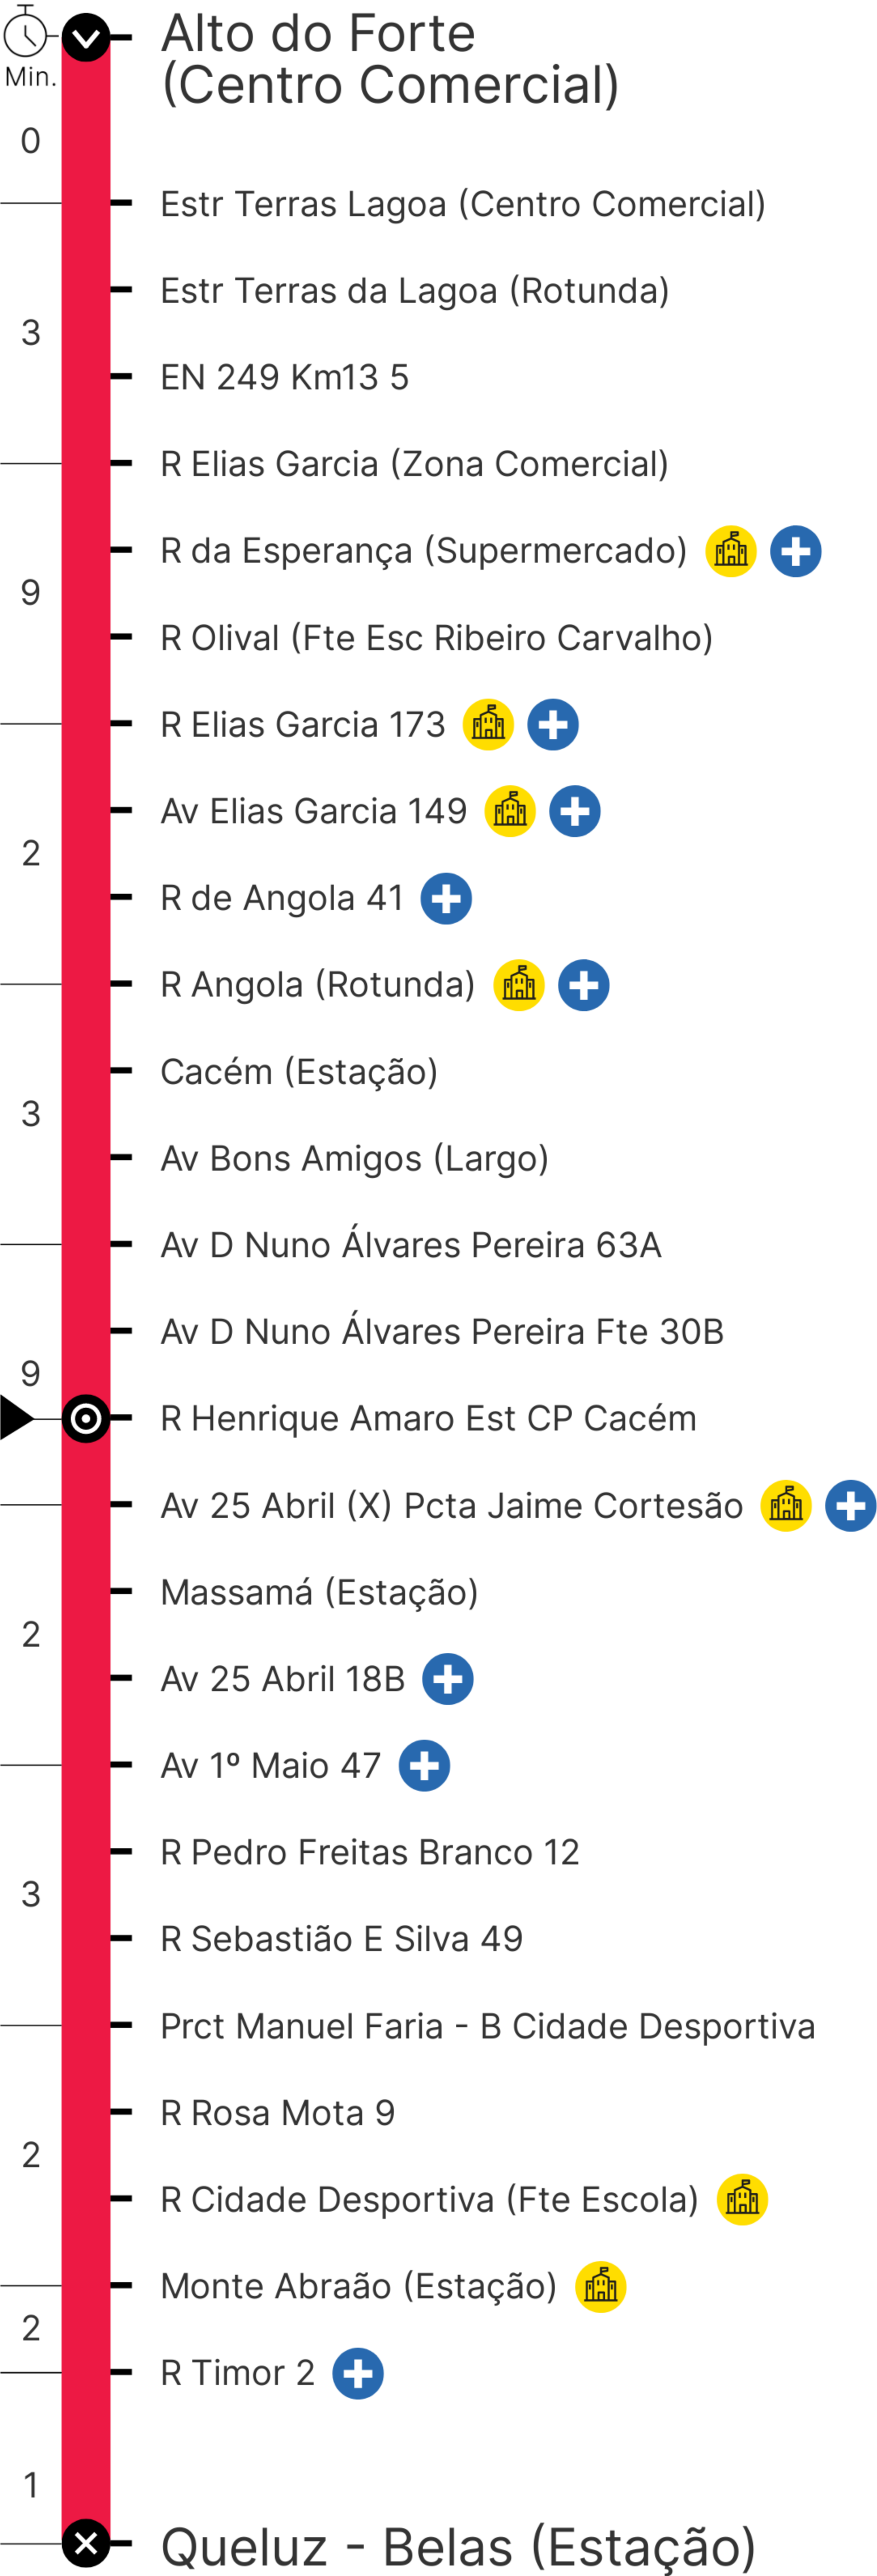 Min.
Alto do Forte
(Centro Comercial)
0
Estr Terras Lagoa (Centro Comercial)
Estr Terras da Lagoa (Rotunda)
3
EN 249 Km13 5
R Elias Garcia (Zona Comercial)
R da Esperança (Supermercado)
9
R Olival (Fte Esc Ribeiro Carvalho)
R Elias Garcia 173
Av Elias Garcia 149
2
R de Angola 41
R Angola (Rotunda)
Cacém (Estação)
3
Av Bons Amigos (Largo)
Av D Nuno Álvares Pereira 63A
Av D Nuno Álvares Pereira Fte 30B
9
R Henrique Amaro Est CP Cacém
Av 25 Abril (X) Pcta Jaime Cortesão
Massamá (Estação)
2
Av 25 Abril 18B
Av 1º Maio 47
R Pedro Freitas Branco 12
3
R Sebastião E Silva 49
Prct Manuel Faria - B Cidade Desportiva
R Rosa Mota 9
2
R Cidade Desportiva (Fte Escola)
Monte Abraão (Estação)
2
R Timor 2
1
Queluz - Belas (Estação)